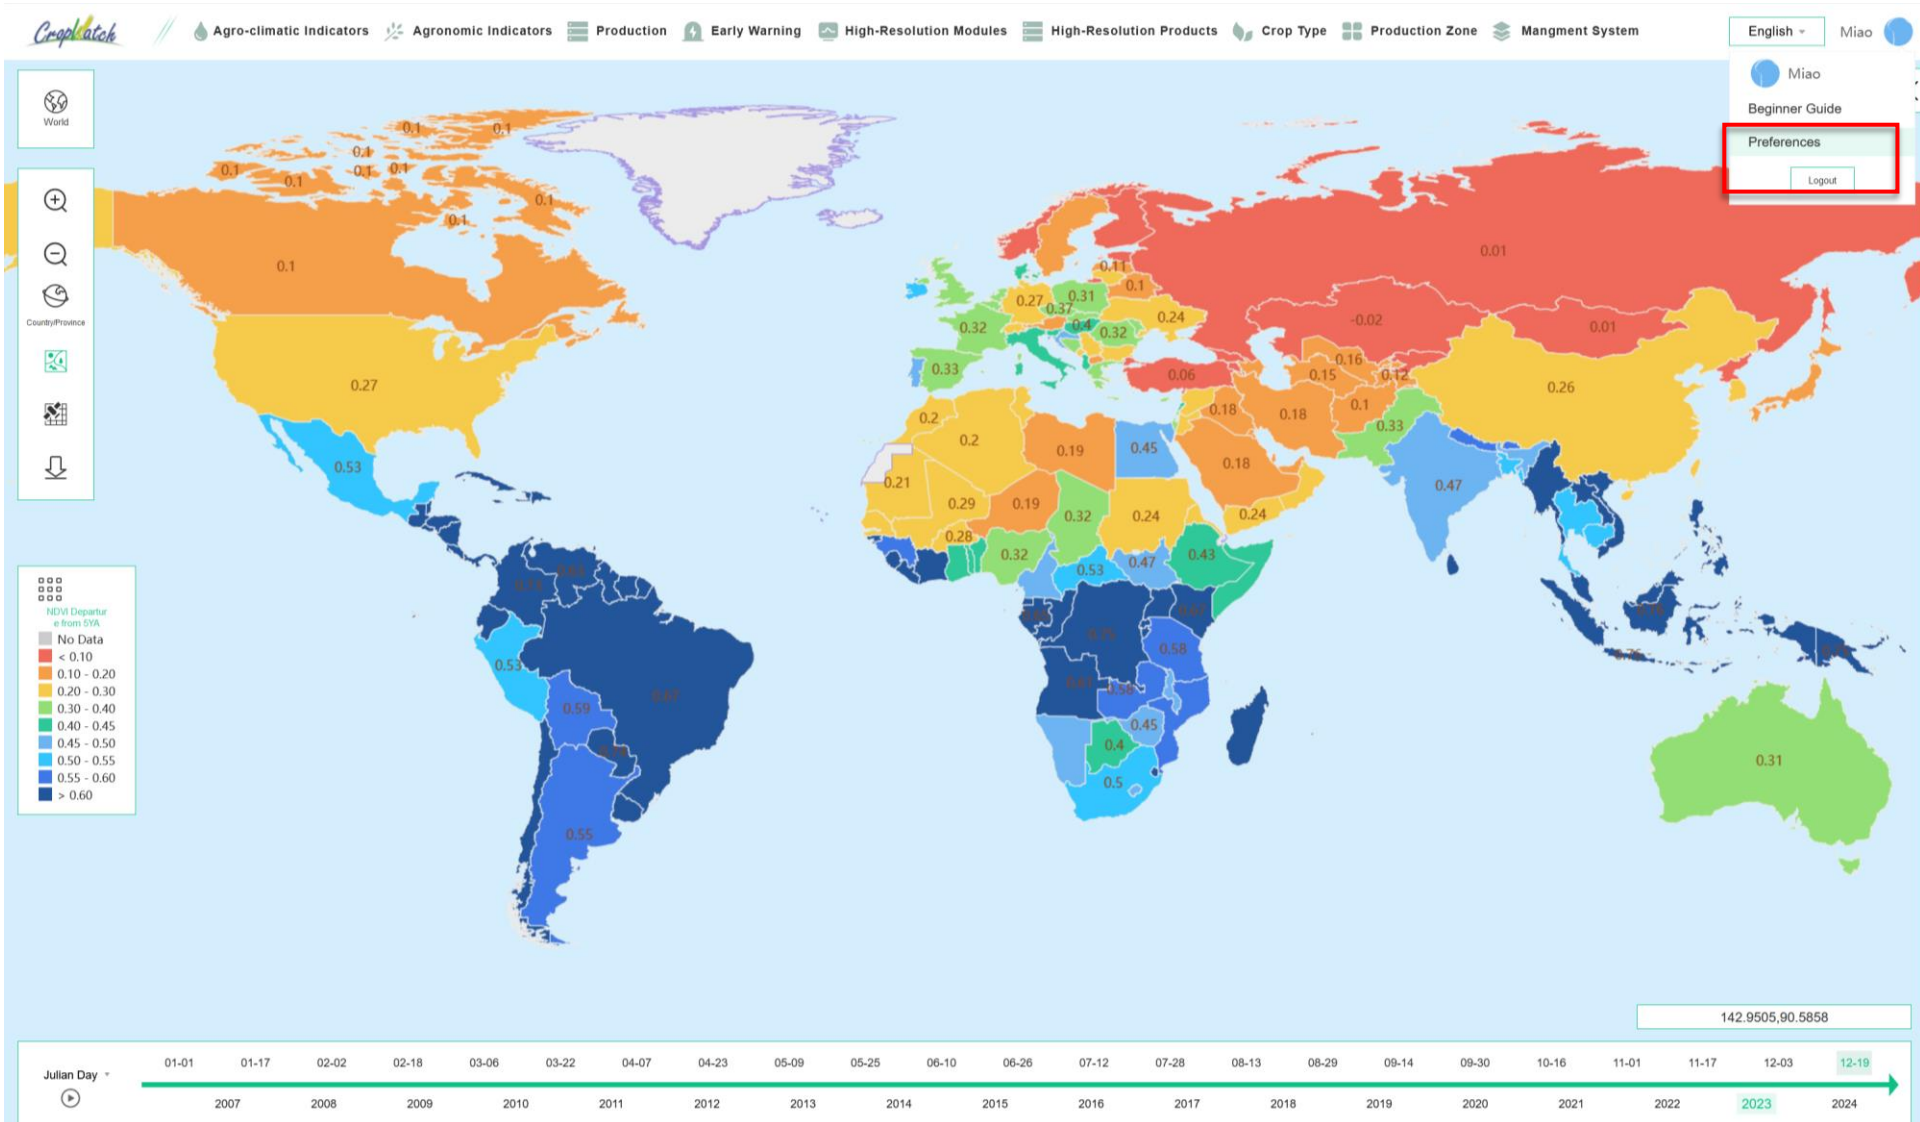 CropWatch
Agro-climatic Indicators
Agronomic Indicators
Production
Early Warning
High-Resolution Modules
High-Resolution Products
Crop Type
Production Zone
Mangment System
English
Miao
Miao
Beginner Guide
Preferences
Logout
World
Country/Province
0.1
0.1
0.1
0.1
0.1
0.1
0.1
0.1
0.1
0.1
0.27
0.53
0.53
0.59
0.55
0.01
0.11
0.1
0.27
0.31
0.37
0.24
0.32
0.4
0.32
0.33
-0.02
0.01
0.06
0.16
0.15
0.12
0.26
0.1
0.18
0.18
0.33
0.2
0.2
0.19
0.45
0.18
0.21
0.29
0.19
0.32
0.24
0.24
0.47
0.28
0.32
0.43
0.53
0.47
0.58
0.58
0.45
0.4
0.5
0.31
NDVI Departur
e from 5YA
No Data
< 0.10
0.10 - 0.20
0.20 - 0.30
0.30 - 0.40
0.40 - 0.45
0.45 - 0.50
0.50 - 0.55
0.55 - 0.60
> 0.60
142.9505,90.5858
Julian Day
01-01 01-17 02-02 02-18 03-06 03-22 04-07 04-23 05-09 05-25 06-10 06-26 07-12 07-28 08-13 08-29 09-14 09-30 10-16 11-01 11-17 12-03 12-19
2007 2008 2009 2010 2011 2012 2013 2014 2015 2016 2017 2018 2019 2020 2021 2022 2023 2024